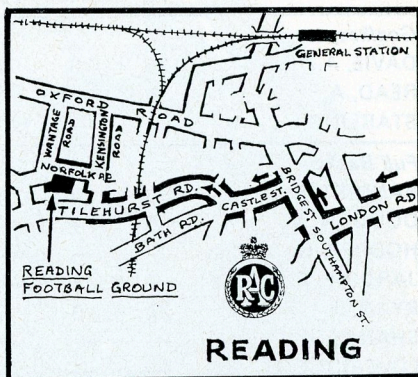 GENERAL STATION
OXFORD ROAD
WANTAGE ROAD
KENSINGTON ROAD
NORFOLK RD.
TILEHURST RD.
CASTLE ST.
BRIDGE ST.
SOUTHAMPTON ST.
LONDON RD
BATH RD.
READING
FOOTBALL GROUND
RAC
READING